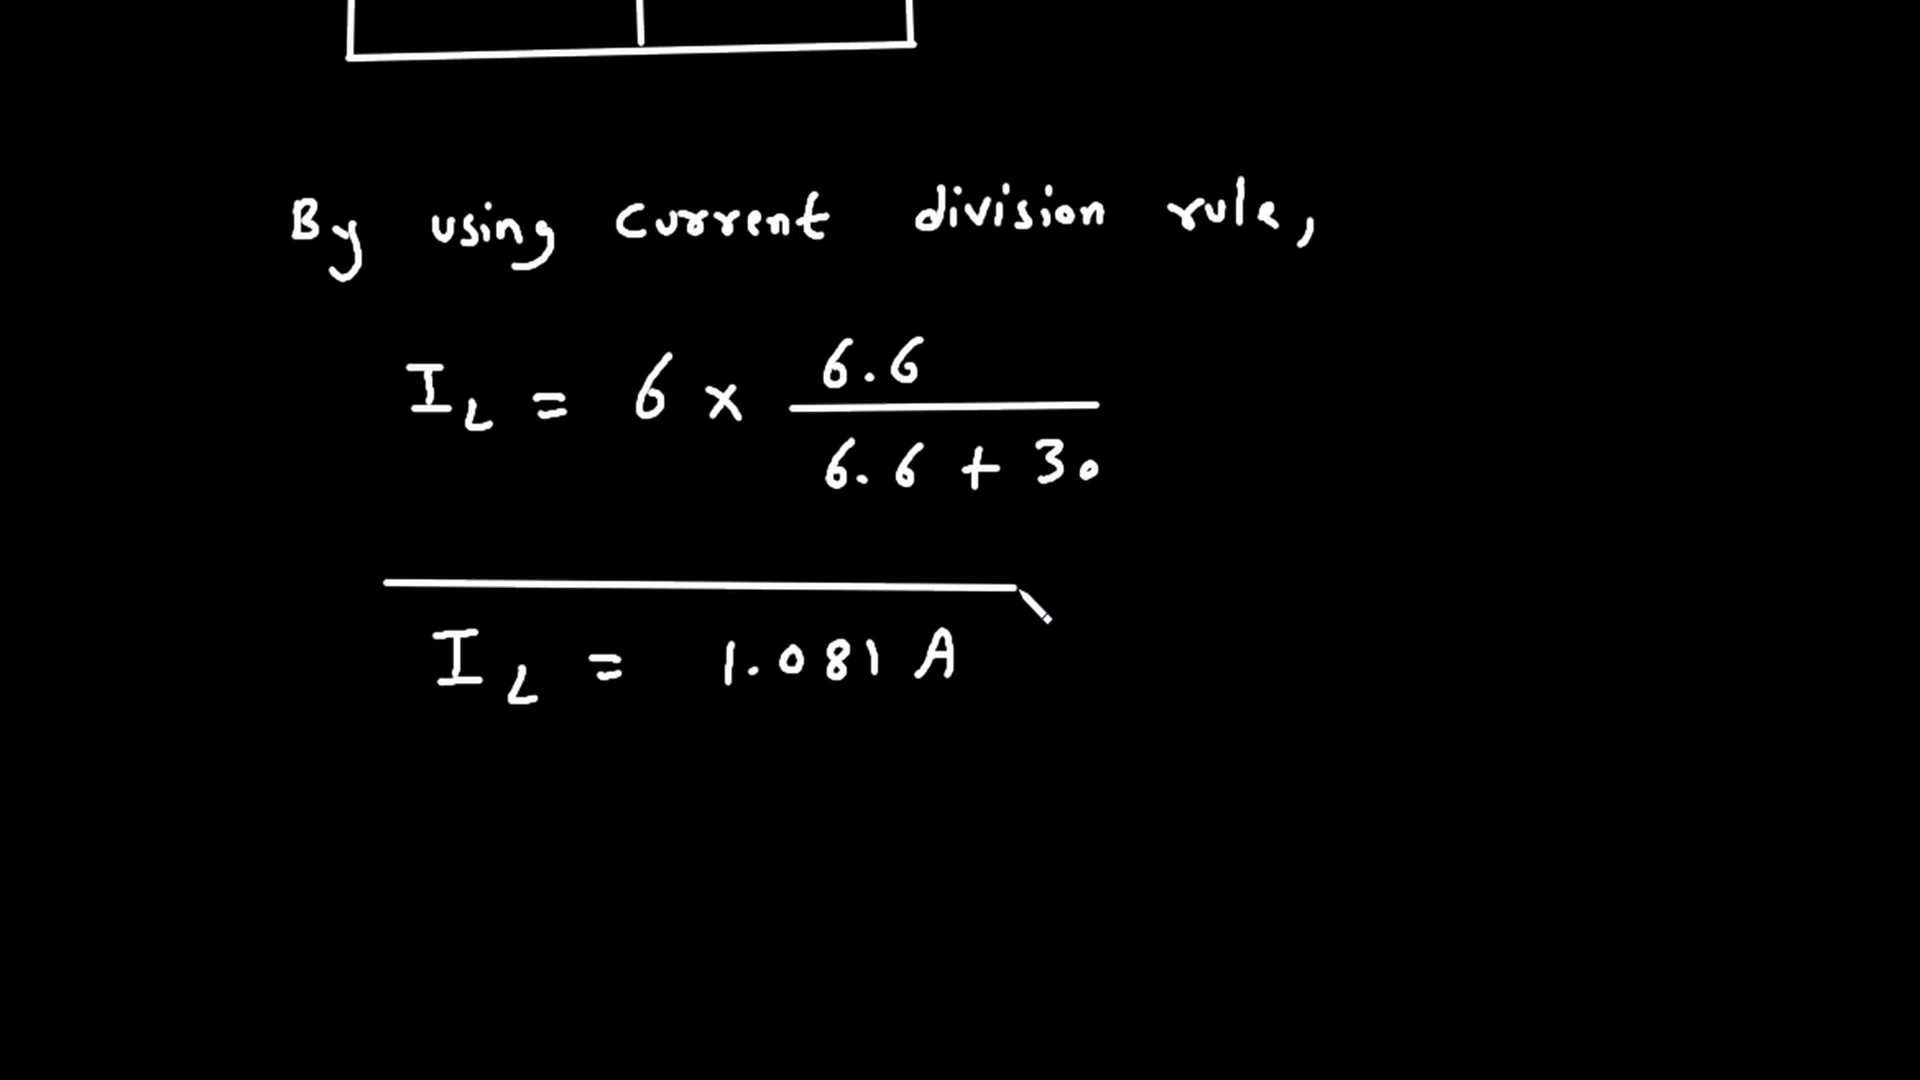 By using current division rule,
I_L = 6 × 6.6 / (6.6 + 30)
I_L = 1.081 A